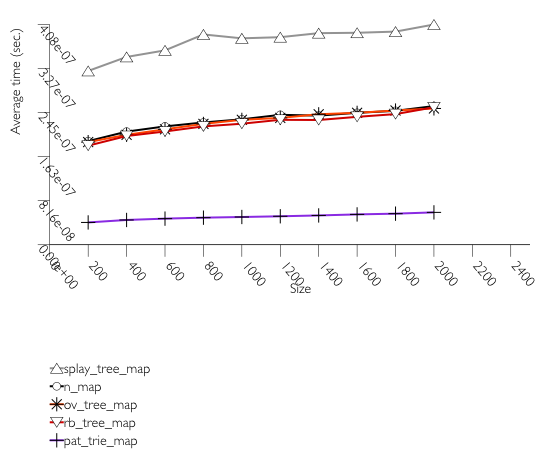 Average time (sec.)
4.08e-07
3.27e-07
2.45e-07
1.63e-07
8.16e-08
0.00e+00
0
200
400
600
800
1000
1200
1400
1600
1800
2000
2200
2400
Size
splay_tree_map
n_map
ov_tree_map
rb_tree_map
pat_trie_map